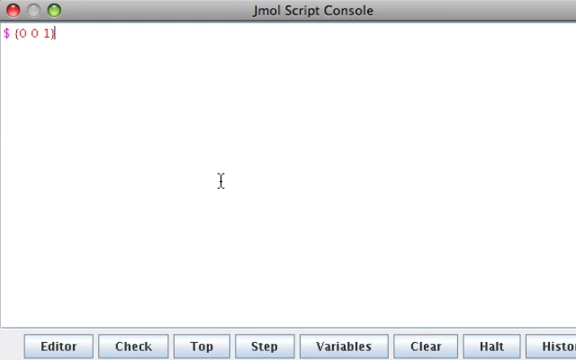 Jmol Script Console
$ {0 0 1}
Editor Check Top Step Variables Clear Halt Histo